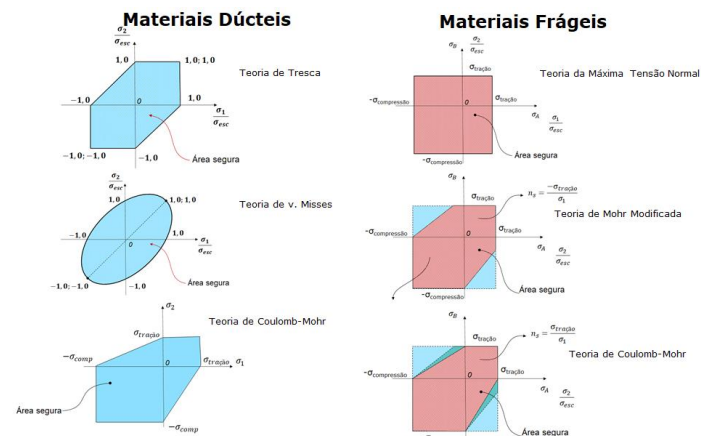 Materiais Dúcteis
σ₂/σesc
1,0
1,0; 1,0
Teoria de Tresca
−1,0
0
1,0
σ₁/σesc
−1,0; −1,0
−1,0
Área segura
σ₂/σesc
1,0
1,0; 1,0
Teoria de v. Misses
−1,0
0
1,0
σ₁/σesc
−1,0; −1,0
−1,0
Área segura
σ₂
Teoria de Coulomb-Mohr
σtração
−σcomp
0
σtração
σ₁
Área segura
−σcomp
Materiais Frágeis
σB
σ₂/σesc
σtração
Teoria da Máxima Tensão Normal
-σcompressão
0
σtração
σA
σ₁/σesc
-σcompressão
Área segura
σB
σtração
nₛ = −σtração/σ₁
Teoria de Mohr Modificada
-σcompressão
0
σtração
σA
σ₂/σesc
-σcompressão
Área segura
σB
σtração
nₛ = σtração/σ₁
Teoria de Coulomb-Mohr
-σcompressão
0
σtração
σA
σ₂/σesc
-σcompressão
Área segura